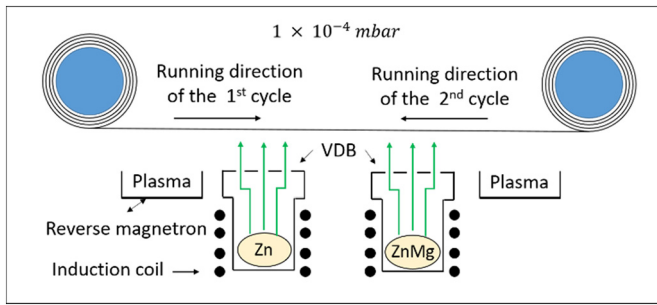 1 × 10⁻⁴ mbar
Running direction
of the 1st cycle
Running direction
of the 2nd cycle
VDB
Plasma
Plasma
Reverse magnetron
Zn
ZnMg
Induction coil